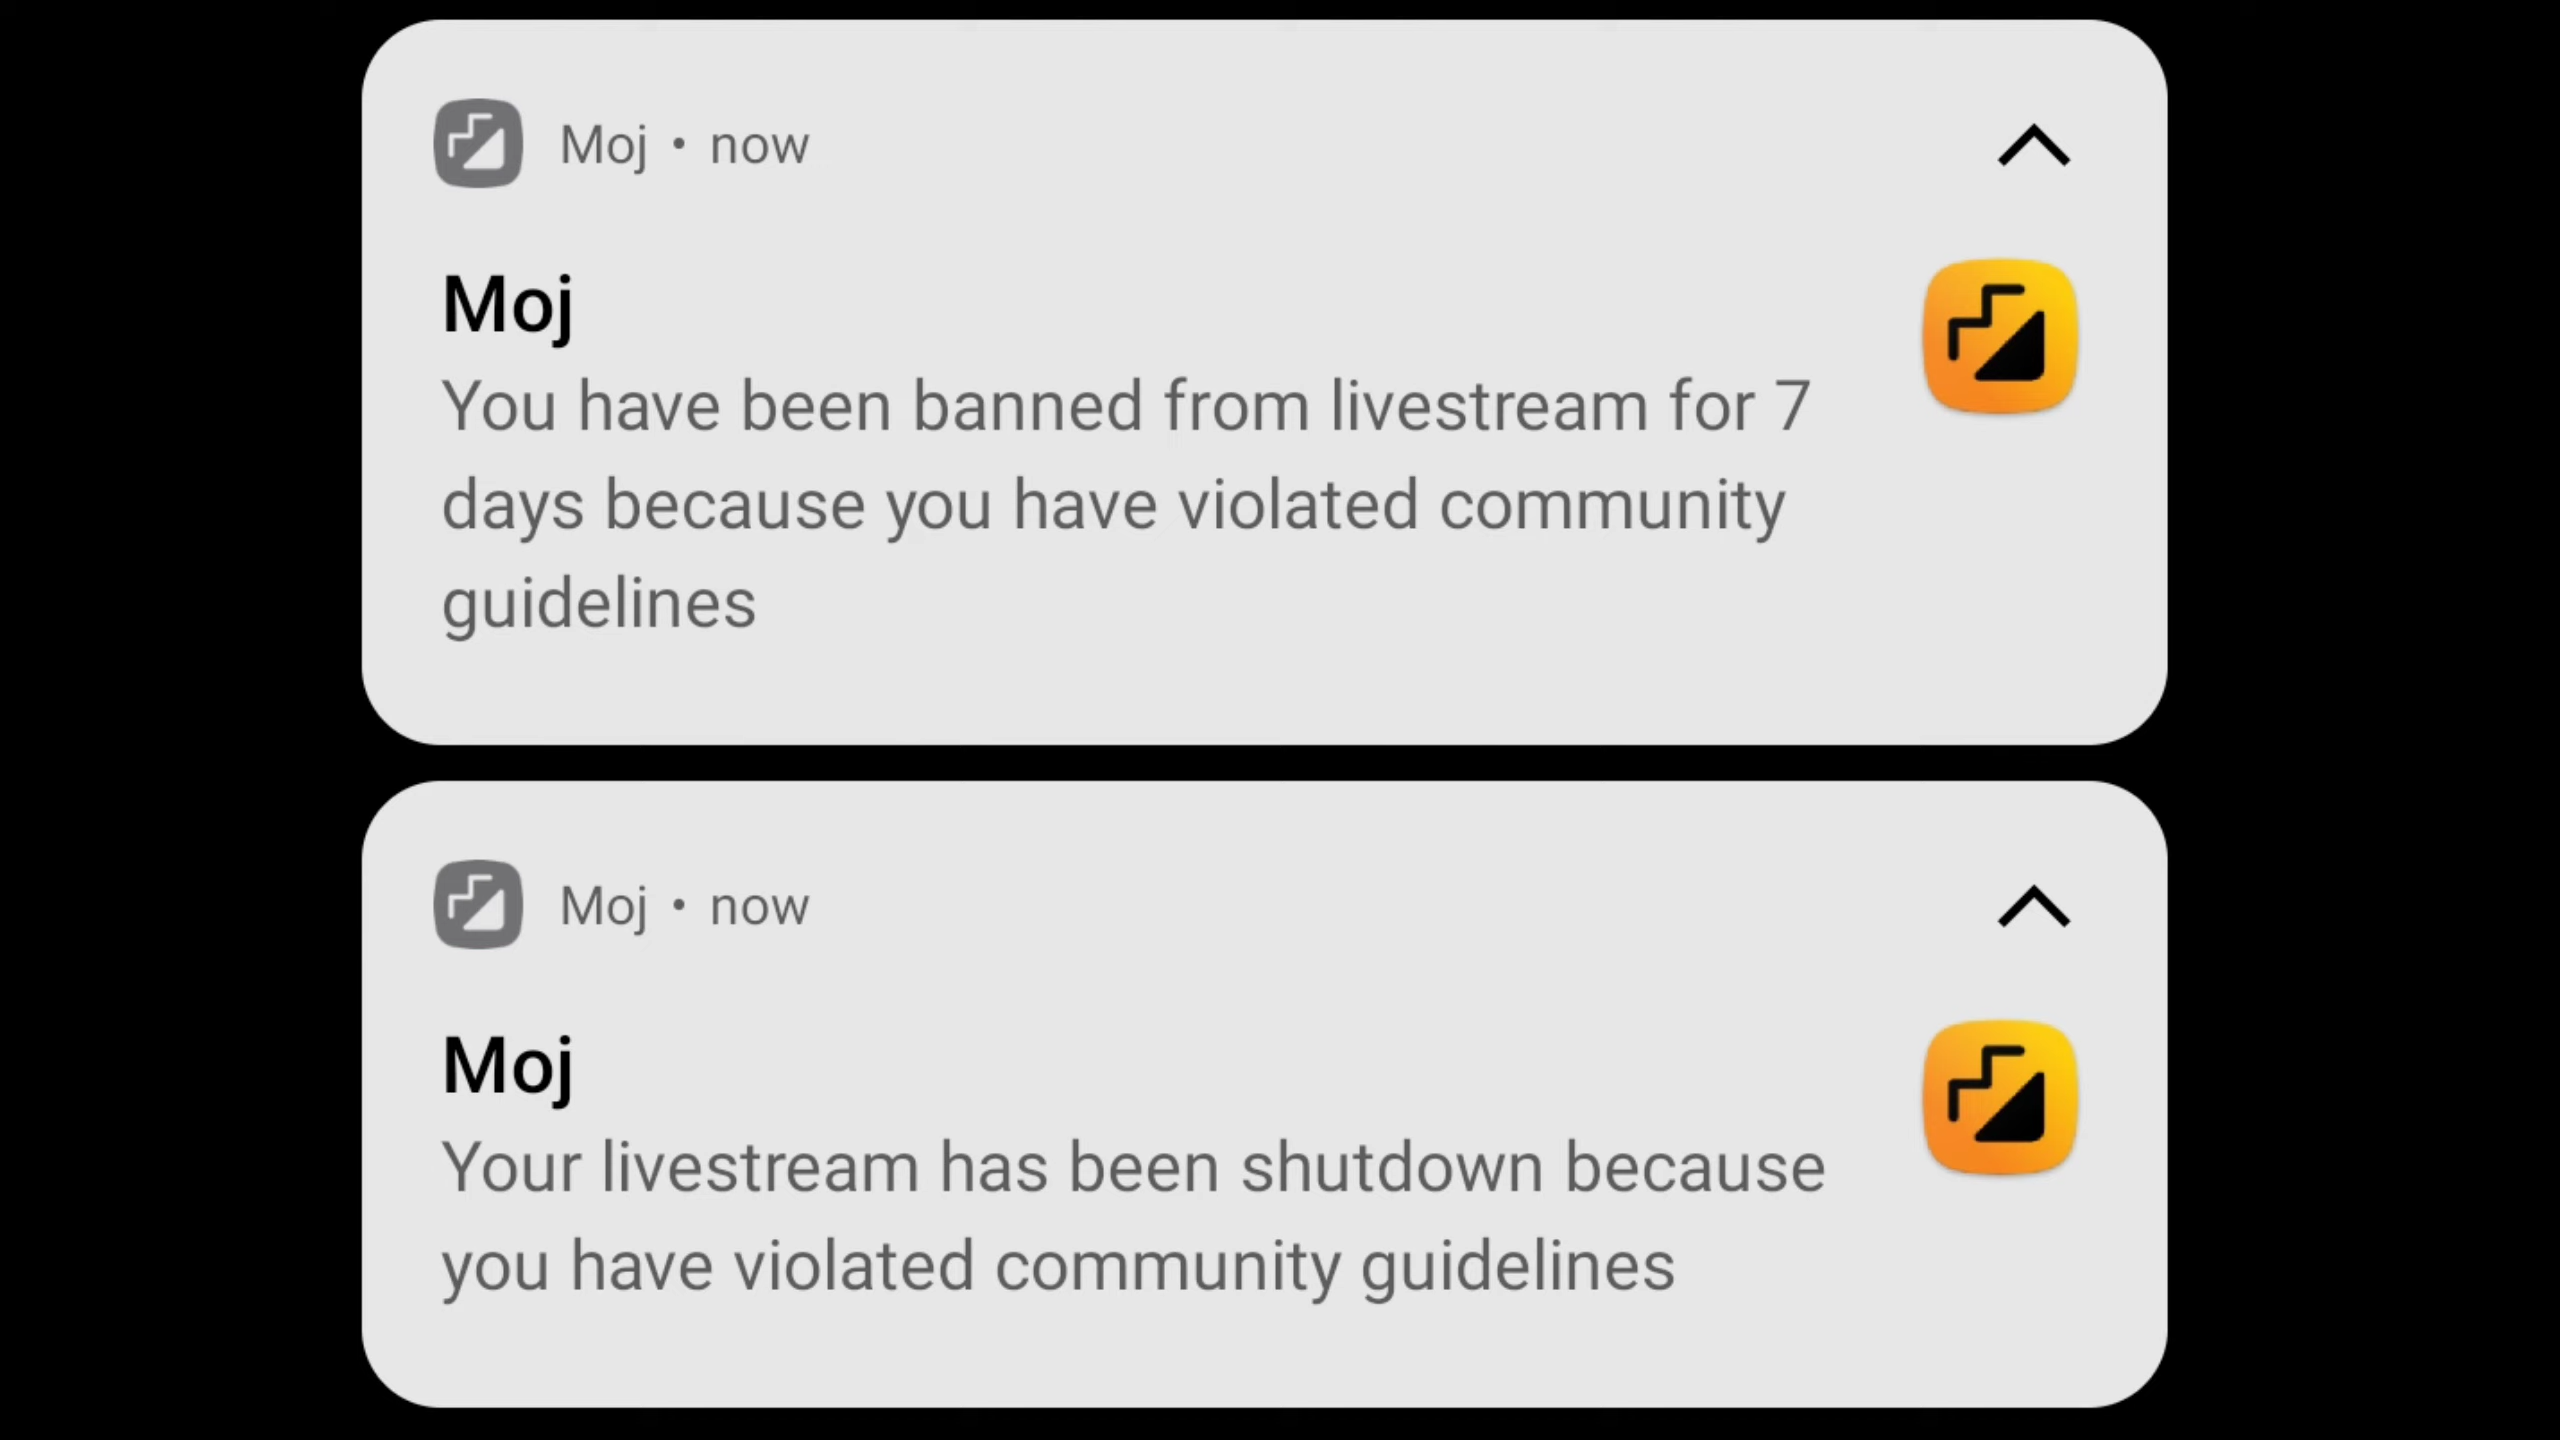 Moj • now
Moj
You have been banned from livestream for 7
days because you have violated community
guidelines
Moj • now
Moj
Your livestream has been shutdown because
you have violated community guidelines